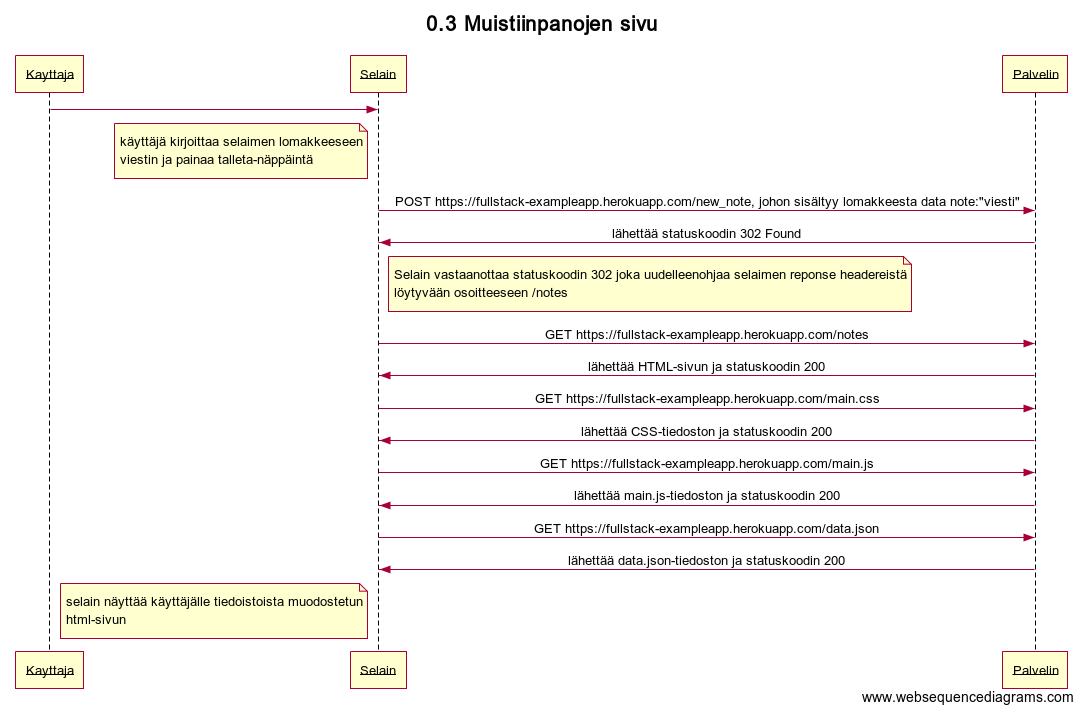 0.3 Muistiinpanojen sivu
Kayttaja
Selain
Palvelin
käyttäjä kirjoittaa selaimen lomakkeeseen
viestin ja painaa talleta-näppäintä
POST https://fullstack-exampleapp.herokuapp.com/new_note, johon sisältyy lomakkeesta data note:"viesti"
lähettää statuskoodin 302 Found
Selain vastaanottaa statuskoodin 302 joka uudelleenohjaa selaimen reponse headereistä
löytyvään osoitteeseen /notes
GET https://fullstack-exampleapp.herokuapp.com/notes
lähettää HTML-sivun ja statuskoodin 200
GET https://fullstack-exampleapp.herokuapp.com/main.css
lähettää CSS-tiedoston ja statuskoodin 200
GET https://fullstack-exampleapp.herokuapp.com/main.js
lähettää main.js-tiedoston ja statuskoodin 200
GET https://fullstack-exampleapp.herokuapp.com/data.json
lähettää data.json-tiedoston ja statuskoodin 200
selain näyttää käyttäjälle tiedoistoista muodostetun
html-sivun
Kayttaja
Selain
Palvelin
www.websequencediagrams.com